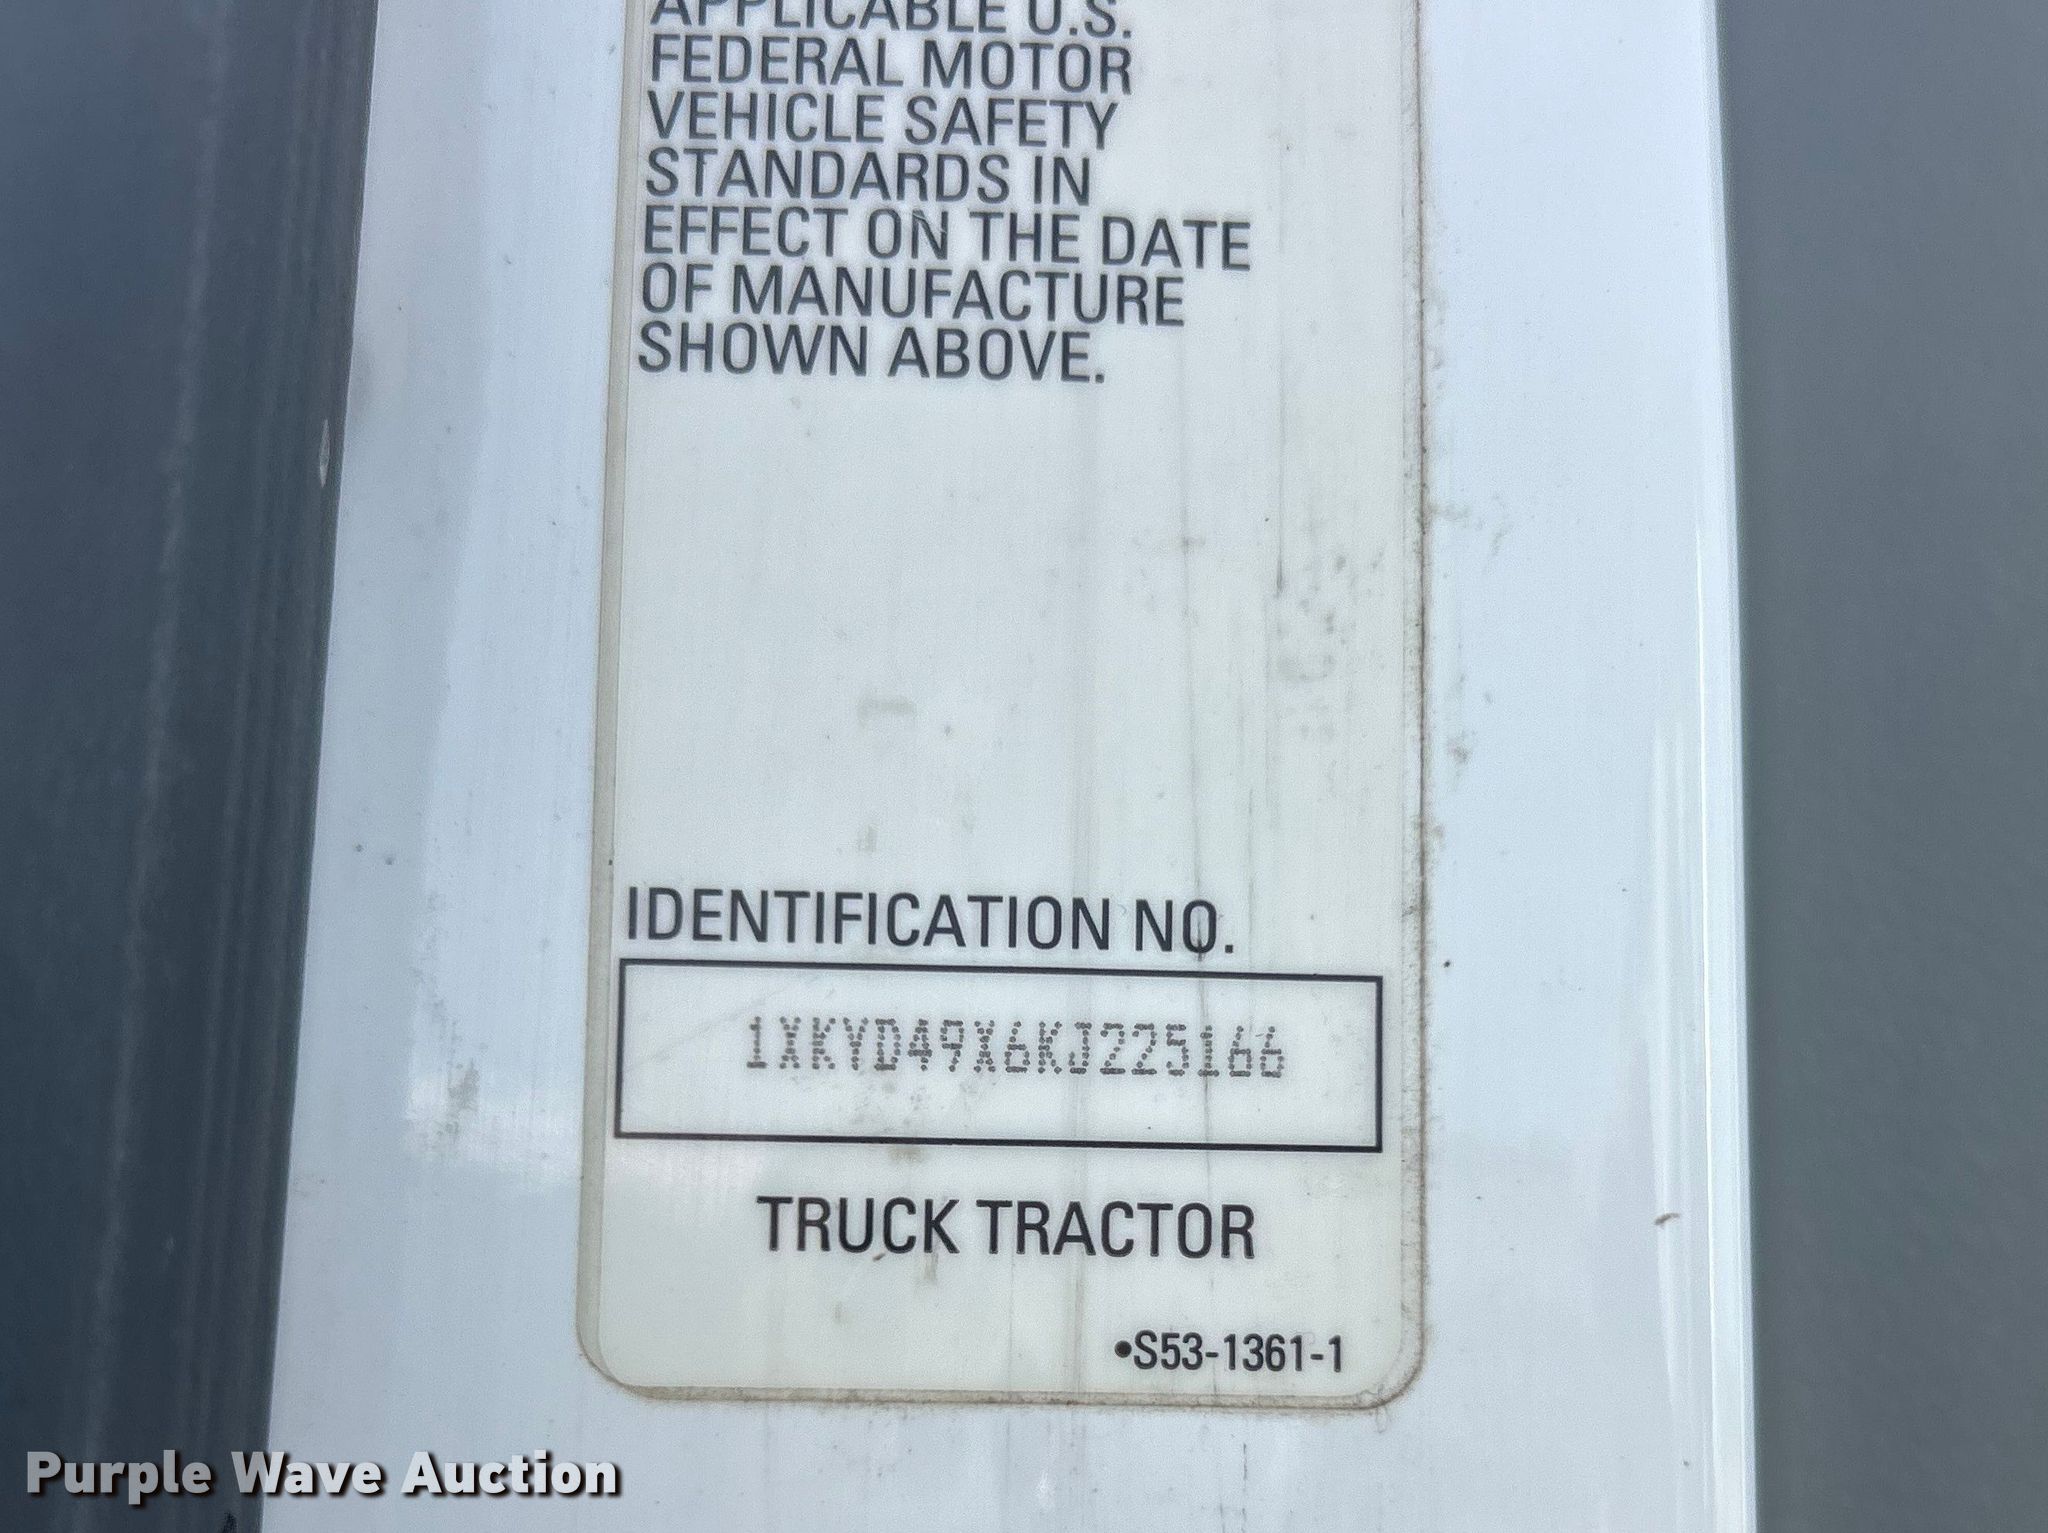 APPLICABLE U.S.
FEDERAL MOTOR
VEHICLE SAFETY
STANDARDS IN
EFFECT ON THE DATE
OF MANUFACTURE
SHOWN ABOVE.
IDENTIFICATION NO.
1XKYD49X6KJ225166
TRUCK TRACTOR
•S53-1361-1
Purple Wave Auction